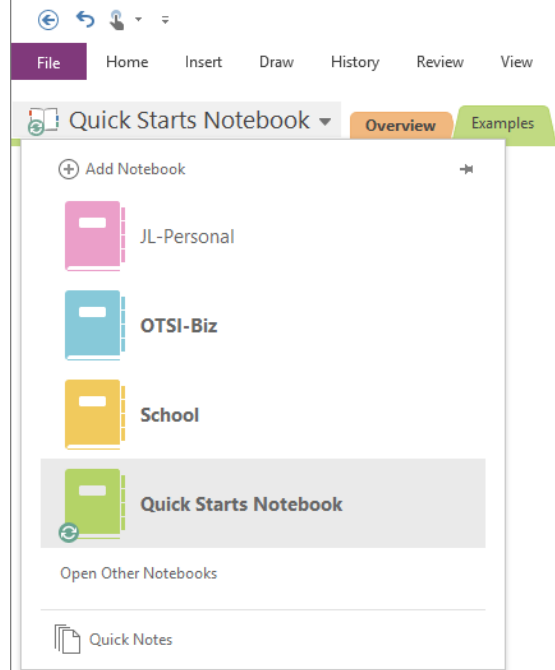 File Home Insert Draw History Review View
Quick Starts Notebook Overview Examples
Add Notebook
JL-Personal
OTSI-Biz
School
Quick Starts Notebook
Open Other Notebooks
Quick Notes